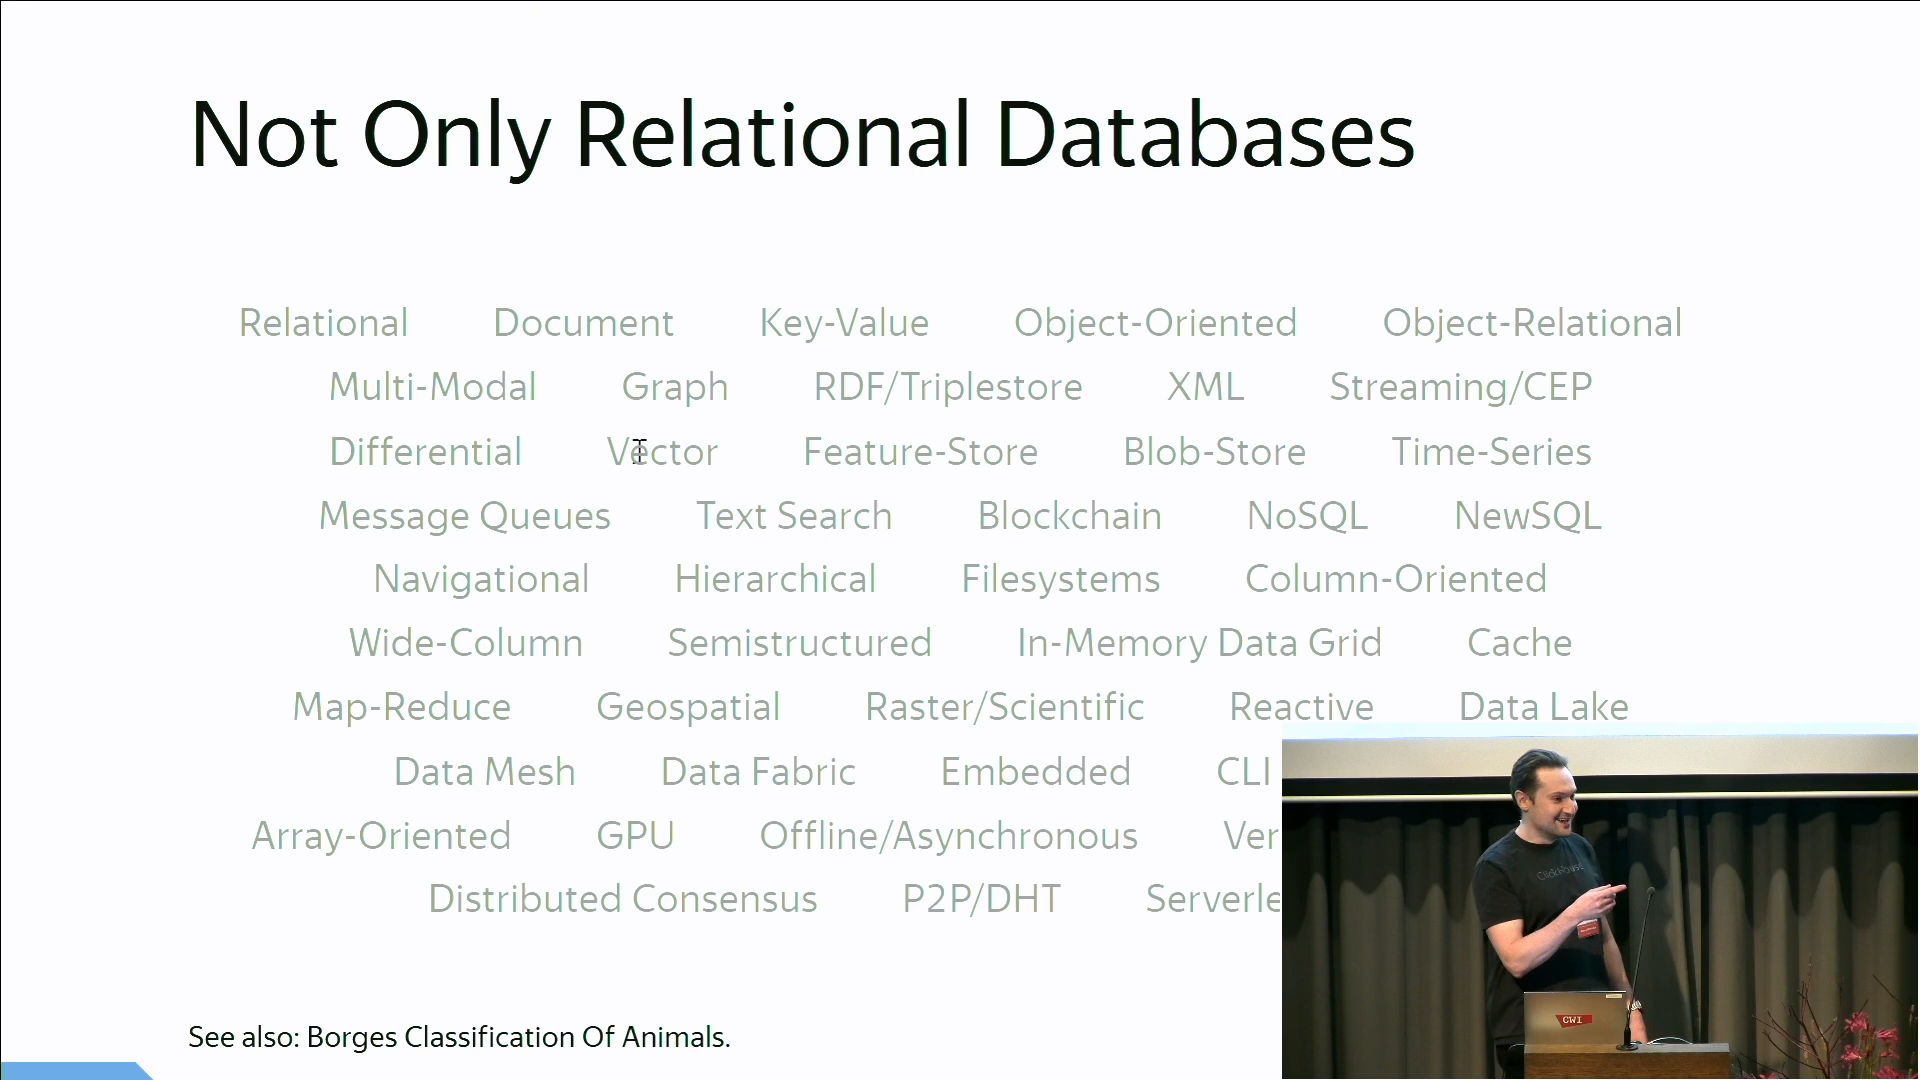 Not Only Relational Databases
Relational Document Key-Value Object-Oriented Object-Relational
Multi-Modal Graph RDF/Triplestore XML Streaming/CEP
Differential Vector Feature-Store Blob-Store Time-Series
Message Queues Text Search Blockchain NoSQL NewSQL
Navigational Hierarchical Filesystems Column-Oriented
Wide-Column Semistructured In-Memory Data Grid Cache
Map-Reduce Geospatial Raster/Scientific Reactive Data Lake
Data Mesh Data Fabric Embedded CLI
Array-Oriented GPU Offline/Asynchronous Ver
Distributed Consensus P2P/DHT Serverle
See also: Borges Classification Of Animals.
ClickHouse
CWI